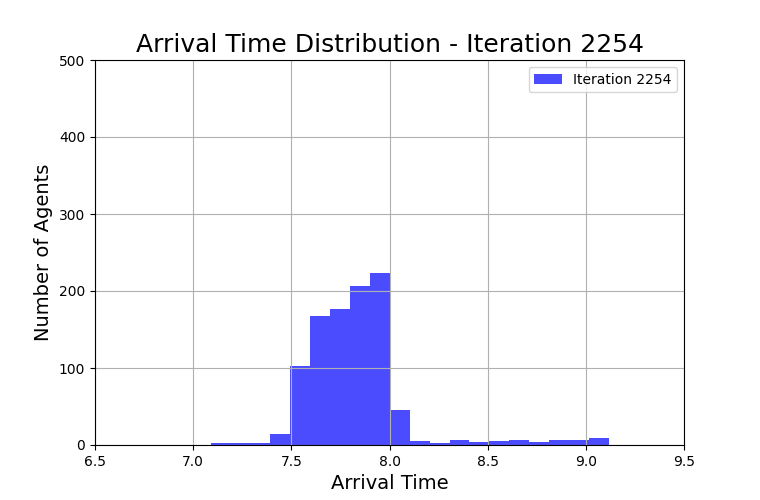 Arrival Time Distribution - Iteration 2254
Iteration 2254
Number of Agents
500
400
300
200
100
0
6.5 7.0 7.5 8.0 8.5 9.0 9.5
Arrival Time